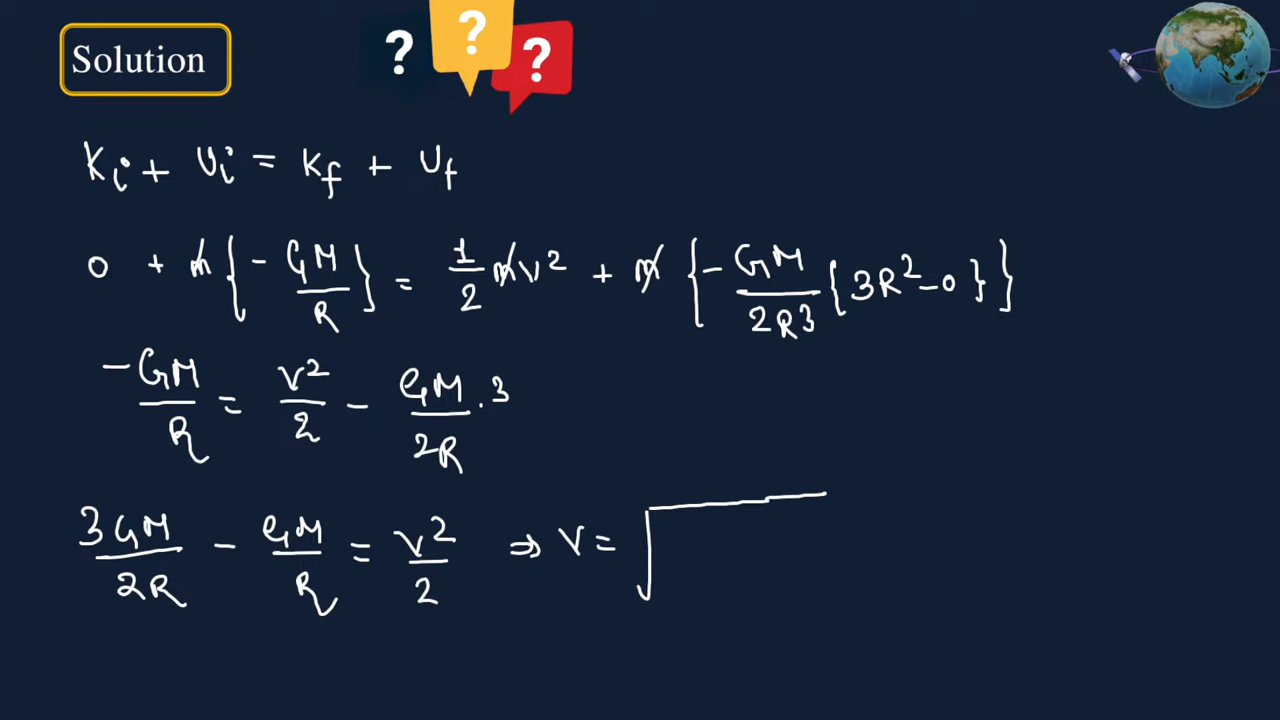 Solution
? ? ?
Ki + Ui = Kf + Uf
0 + m{-GM/R} = 1/2 mv² + m{-GM/2R³{3R²-0}}
-GM/R = v²/2 - GM/2R . 3
3GM/2R - GM/R = v²/2 ⇒ V = √